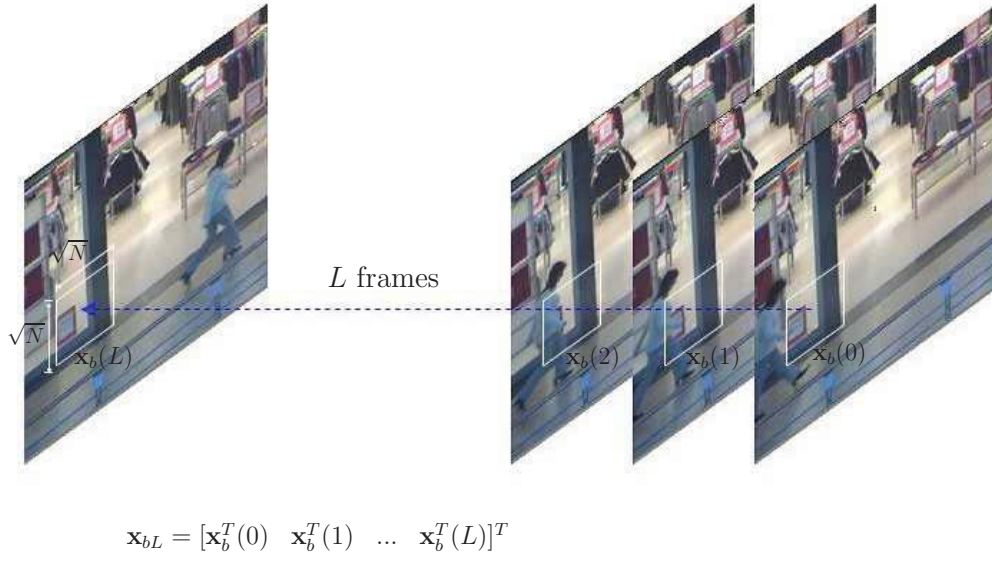 √N
L frames
√N
x_b(L)
x_b(2)
x_b(1)
x_b(0)
x_{bL} = [x_b^T(0) x_b^T(1) ... x_b^T(L)]^T